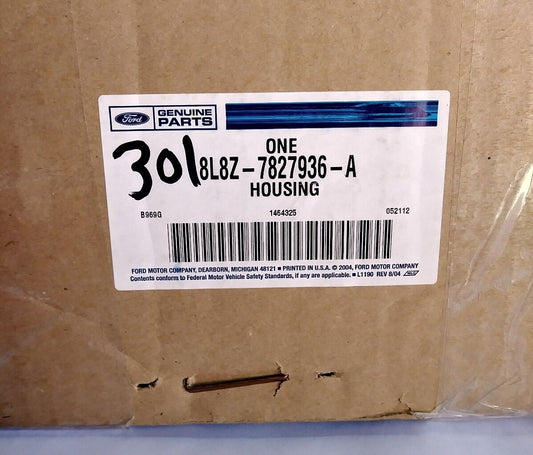 Ford GENUINE PARTS
ONE
301 8L8Z-7827936-A
HOUSING
B969G 1464325 052112
FORD MOTOR COMPANY, DEARBORN, MICHIGAN 48121 ■ PRINTED IN U.S.A. © 2004, FORD MOTOR COMPANY
Contents conform to Federal Motor Vehicle Safety Standards, if any are applicable. ■ L1190 REV 8/04